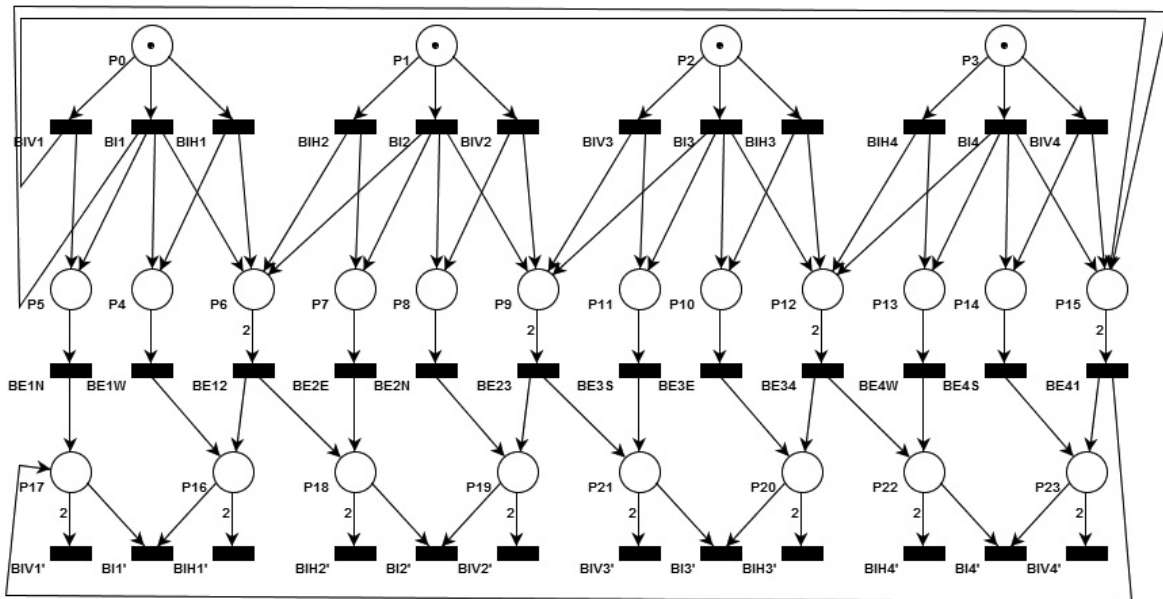 P0 P1 P2 P3
BIV1 BI1 BIH1 BIH2 BI2 BIV2 BIV3 BI3 BIH3 BIH4 BI4 BIV4
P5 P4 P6 P7 P8 P9 P11 P10 P12 P13 P14 P15
2 2 2 2
BE1N BE1W BE12 BE2E BE2N BE23 BE3S BE3E BE34 BE4W BE4S BE41
P17 P16 P18 P19 P21 P20 P22 P23
2 2 2 2 2 2 2 2
BIV1' BI1' BIH1' BIH2' BI2' BIV2' BIV3' BI3' BIH3' BIH4' BI4' BIV4'